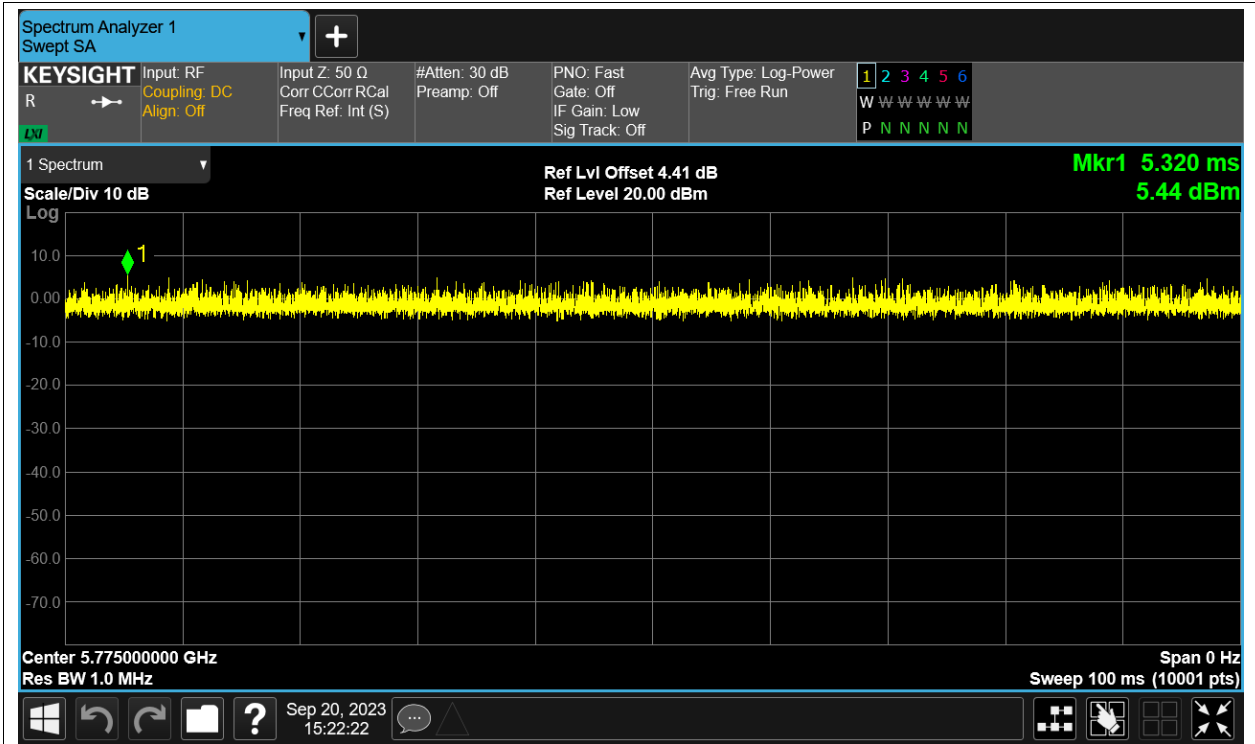 Spectrum Analyzer 1
Swept SA
KEYSIGHT
R
LXI
Input: RF
Coupling: DC
Align: Off
Input Z: 50 Ω
Corr CCorr RCal
Freq Ref: Int (S)
#Atten: 30 dB
Preamp: Off
PNO: Fast
Gate: Off
IF Gain: Low
Sig Track: Off
Avg Type: Log-Power
Trig: Free Run
1 2 3 4 5 6
W W W W W W
P N N N N N
1 Spectrum
Scale/Div 10 dB
Ref Lvl Offset 4.41 dB
Ref Level 20.00 dBm
Mkr1 5.320 ms
5.44 dBm
Log
1
10.0
0.00
-10.0
-20.0
-30.0
-40.0
-50.0
-60.0
-70.0
Center 5.775000000 GHz
Res BW 1.0 MHz
Span 0 Hz
Sweep 100 ms (10001 pts)
?
Sep 20, 2023
15:22:22